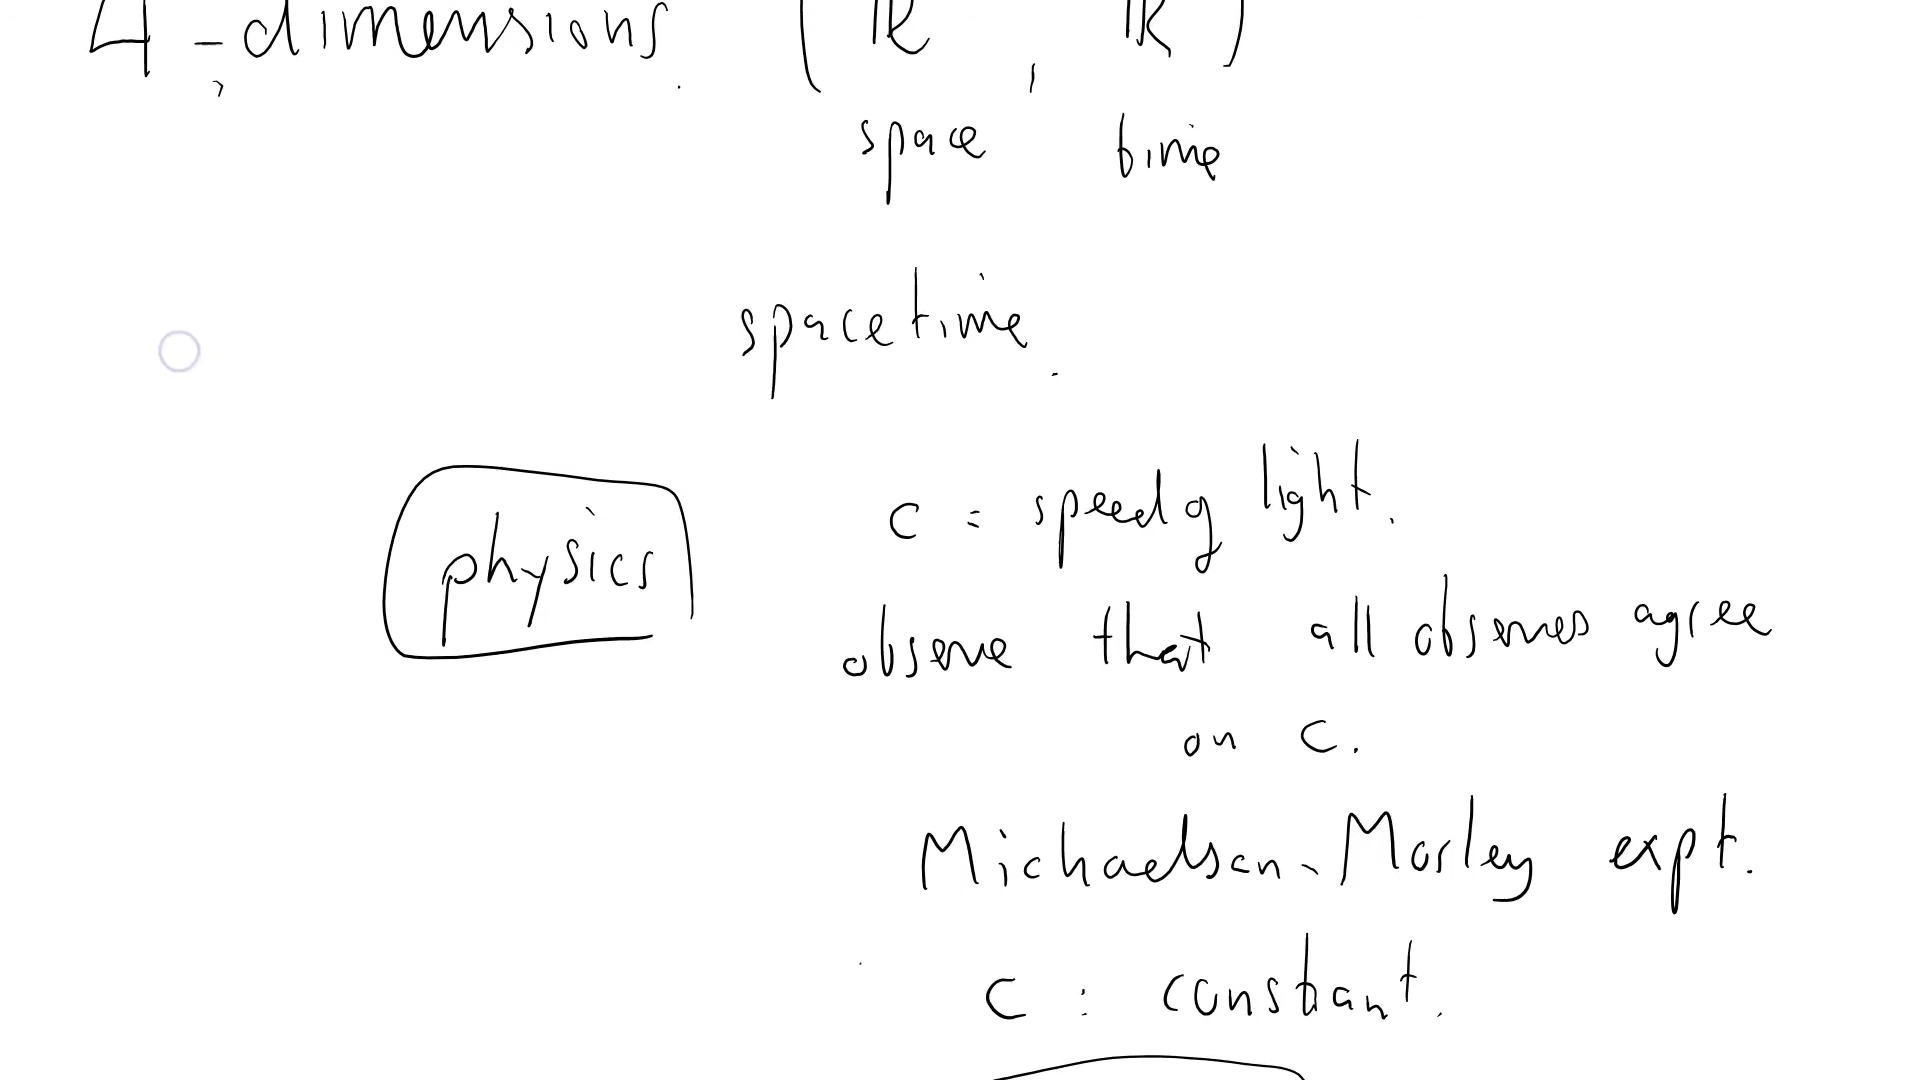 4-dimensions. (ℝ, ℝ)
space time
spacetime.
physics
c = speed of light.
observe that all observers agree
on c.
Michaelson-Morley expt.
c : constant.